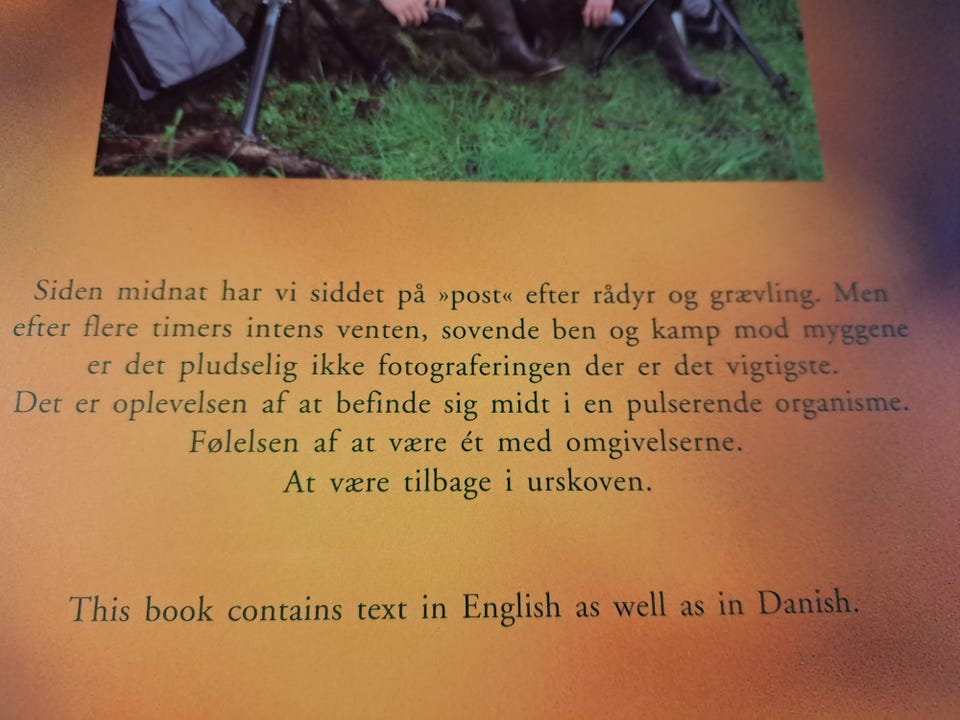 Siden midnat har vi siddet på »post« efter rådyr og grævling. Men
efter flere timers intens venten, sovende ben og kamp mod myggene
er det pludselig ikke fotograferingen der er det vigtigste.
Det er oplevelsen af at befinde sig midt i en pulserende organisme.
Følelsen af at være ét med omgivelserne.
At være tilbage i urskoven.
This book contains text in English as well as in Danish.